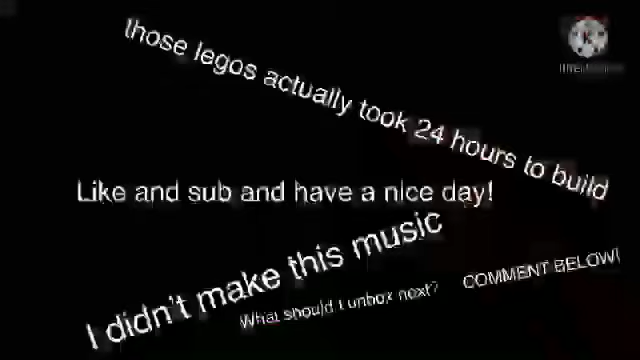 those legos actually took 24 hours to build
Like and sub and have a nice day!
I didn't make this music
What should I unbox next?
COMMENT BELOW!